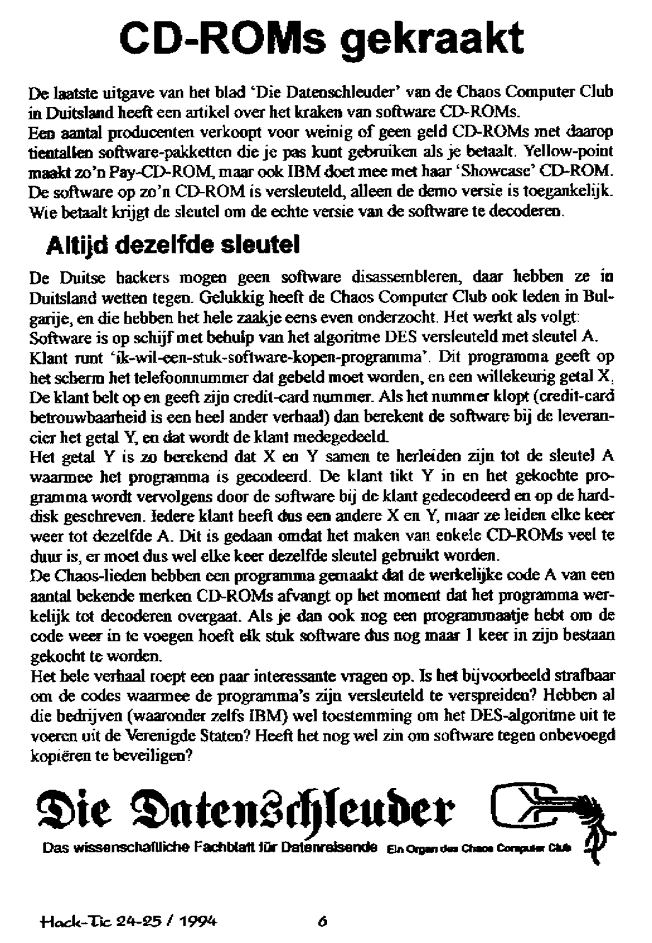 CD-ROMs gekraakt
De laatste uitgave van het blad ‘Die Datenschleuder’ van de Chaos Computer Club
in Duitsland heeft een artikel over het kraken van software CD-ROMs.
Een aantal producenten verkoopt voor weinig of geen geld CD-ROMs met daarop
tientallen software-pakketten die je pas kunt gebruiken als je betaalt. Yellow-point
maakt zo’n Pay-CD-ROM, maar ook IBM doet mee met haar ‘Showcase’ CD-ROM.
De software op zo’n CD-ROM is versleuteld, alleen de demo versie is toegankelijk.
Wie betaalt krijgt de sleutel om de echte versie van de software te decoderen.
Altijd dezelfde sleutel
De Duitse hackers mogen geen software disassembleren, daar hebben ze in
Duitsland wetten tegen. Gelukkig heeft de Chaos Computer Club ook leden in Bul-
garije, en die hebben het hele zaakje eens even onderzocht. Het werkt als volgt:
Software is op schijf met behulp van het algoritme DES versleuteld met sleutel A.
Klant runt ‘ik-wil-een-stuk-software-kopen-programma’. Dit programma geeft op
het scherm het telefoonnummer dat gebeld moet worden, en een willekeurig getal X.
De klant belt op en geeft zijn credit-card nummer. Als het nummer klopt (credit-card
betrouwbaarheid is een heel ander verhaal) dan berekent de software bij de leveran-
cier het getal Y, en dat wordt de klant medegedeeld.
Het getal Y is zo berekend dat X en Y samen te herleiden zijn tot de sleutel A
waarmee het programma is gecodeerd. De klant tikt Y in en het gekochte pro-
gramma wordt vervolgens door de software bij de klant gedecodeerd en op de hard-
disk geschreven. Iedere klant heeft dus een andere X en Y, maar ze leiden elke keer
weer tot dezelfde A. Dit is gedaan omdat het maken van enkele CD-ROMs veel te
duur is, er moet dus wel elke keer dezelfde sleutel gebruikt worden.
De Chaos-lieden hebben een programma gemaakt dat de werkelijke code A van een
aantal bekende merken CD-ROMs afvangt op het moment dat het programma wer-
kelijk tot decoderen overgaat. Als je dan ook nog een programmaatje hebt om de
code weer in te voegen hoeft elk stuk software dus nog maar 1 keer in zijn bestaan
gekocht te worden.
Het hele verhaal roept een paar interessante vragen op. Is het bijvoorbeeld strafbaar
om de codes waarmee de programma’s zijn versleuteld te verspreiden? Hebben al
die bedrijven (waaronder zelfs IBM) wel toestemming om het DES-algoritme uit te
voeren uit de Verenigde Staten? Heeft het nog wel zin om software tegen onbevoegd
kopiëren te beveiligen?
Die Datenschleuder
Das wissenschaftliche Fachblatt für Datenreisende Ein Organ des Chaos Computer Club
Hack-Tic 24-25 / 1994 6